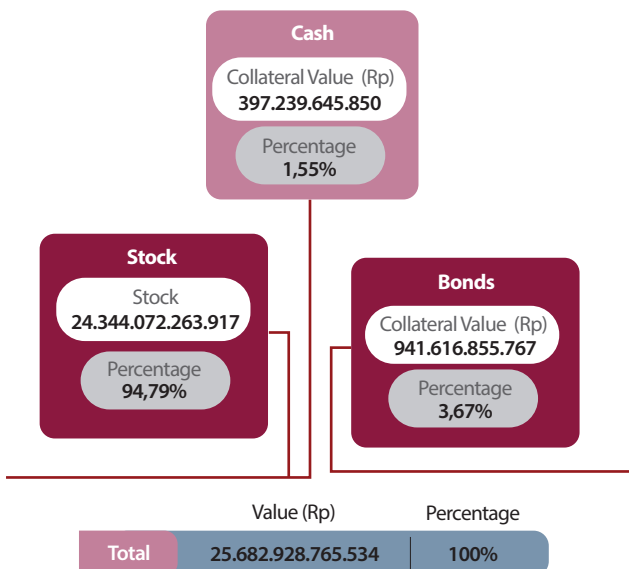 Cash
Collateral Value (Rp)
397.239.645.850
Percentage
1,55%
Stock
Stock
24.344.072.263.917
Percentage
94,79%
Bonds
Collateral Value (Rp)
941.616.855.767
Percentage
3,67%
Value (Rp) Percentage
Total 25.682.928.765.534 100%